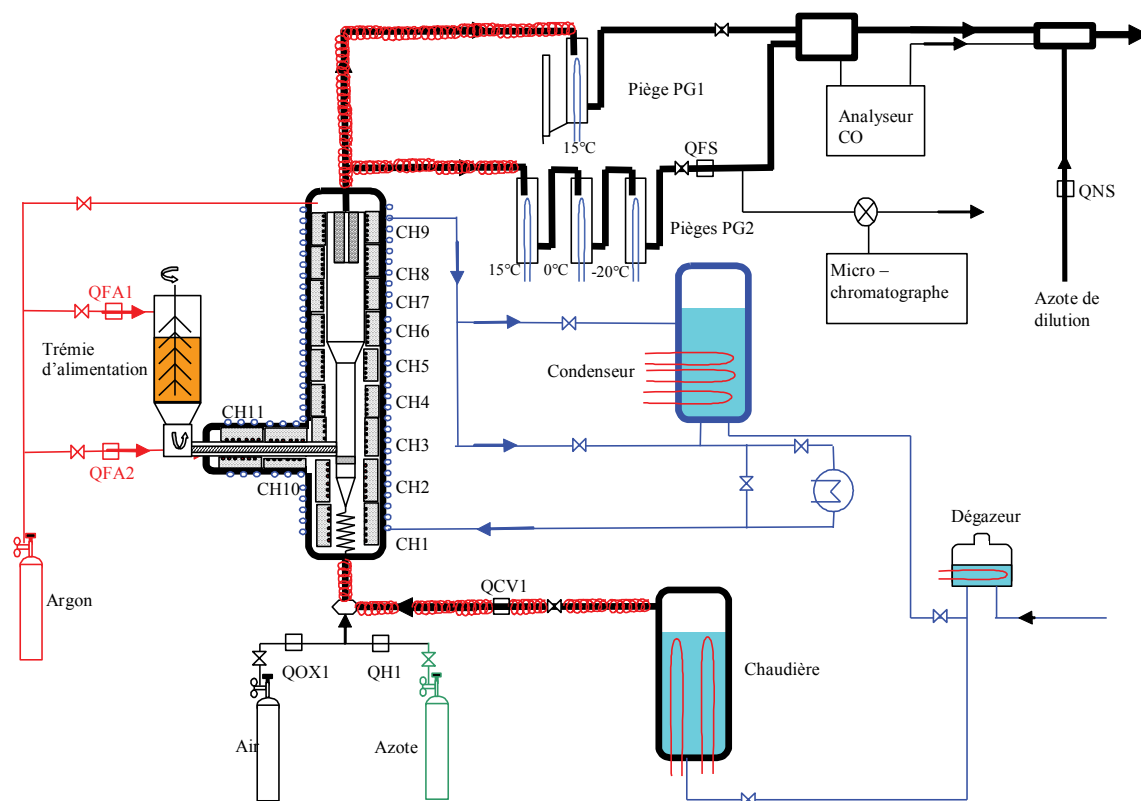 Piège PG1
15°C
Analyseur
CO
QFS
QNS
Pièges PG2
15°C
0°C
-20°C
Micro –
chromatographe
Azote de
dilution
CH9
CH8
CH7
CH6
CH5
CH4
CH3
CH2
CH1
QFA1
Trémie
d'alimentation
CH11
QFA2
CH10
Condenseur
Dégazeur
Argon
QCV1
QOX1
QH1
Chaudière
Air
Azote